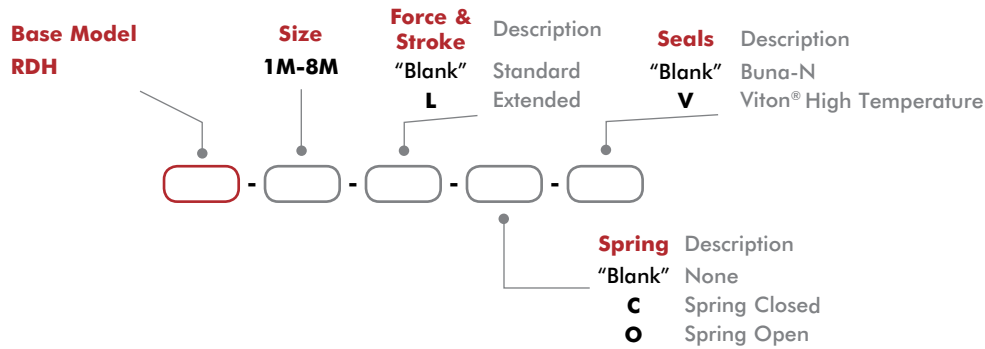 Base Model
RDH
Size
1M-8M
Force &
Stroke Description
"Blank" Standard
L Extended
Seals Description
"Blank" Buna-N
V Viton® High Temperature
- - - -
Spring Description
"Blank" None
C Spring Closed
O Spring Open